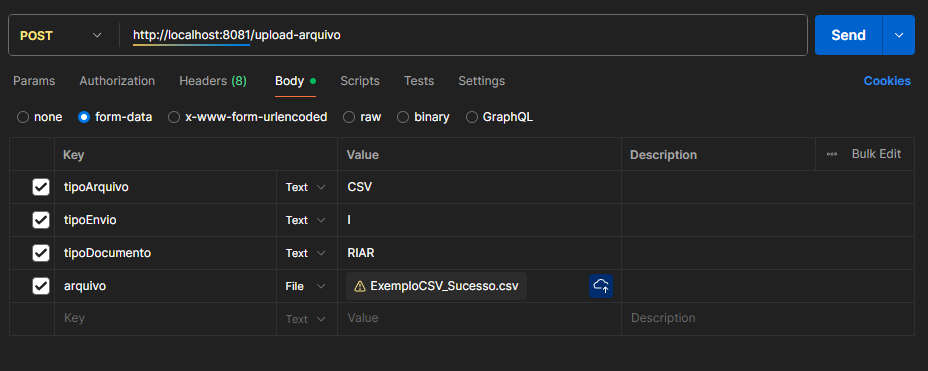 POST http://localhost:8081/upload-arquivo Send
Params Authorization Headers (8) Body Scripts Tests Settings Cookies
none form-data x-www-form-urlencoded raw binary GraphQL
Key Value Description Bulk Edit
tipoArquivo Text CSV
tipoEnvio Text I
tipoDocumento Text RIAR
arquivo File ExemploCSV_Sucesso.csv
Key Text Value Description